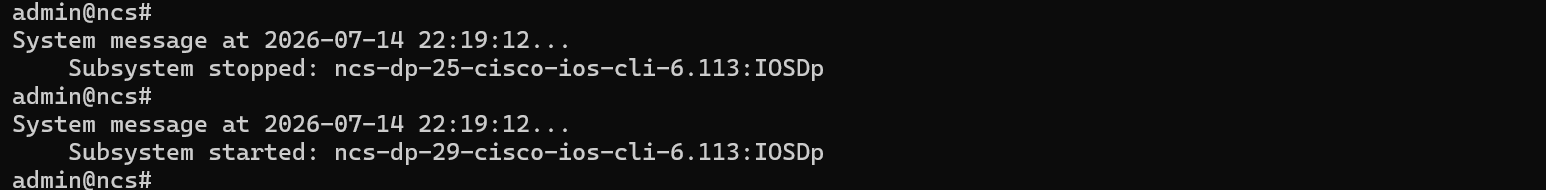 admin@ncs#
System message at 2026-07-14 22:19:12...
    Subsystem stopped: ncs-dp-25-cisco-ios-cli-6.113:IOSDp
admin@ncs#
System message at 2026-07-14 22:19:12...
    Subsystem started: ncs-dp-29-cisco-ios-cli-6.113:IOSDp
admin@ncs#